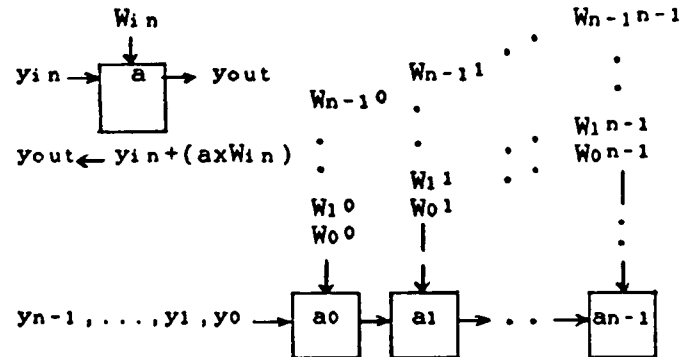 Win
Wn-1n-1
yin a yout
Wn-11
Wn-10
W1n-1
yout← yin+(axWin)
W0n-1
W11
W10
W01
W00
yn-1,...,y1,y0 a0 a1 an-1